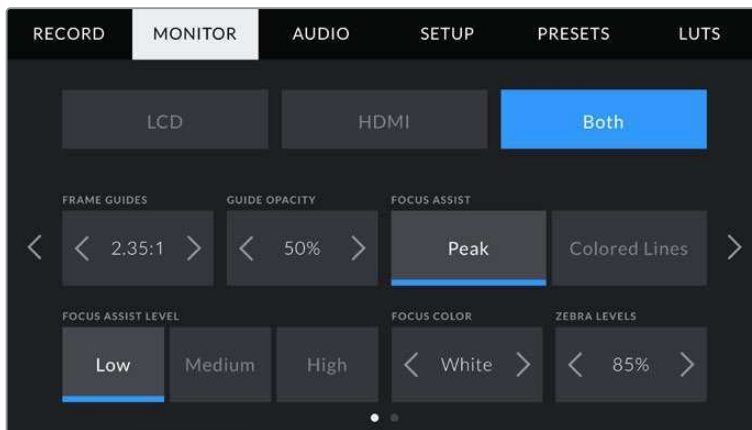 RECORD MONITOR AUDIO SETUP PRESETS LUTS
LCD HDMI Both
FRAME GUIDES GUIDE OPACITY FOCUS ASSIST
2.35:1 50% Peak Colored Lines
FOCUS ASSIST LEVEL FOCUS COLOR ZEBRA LEVELS
Low Medium High White 85%